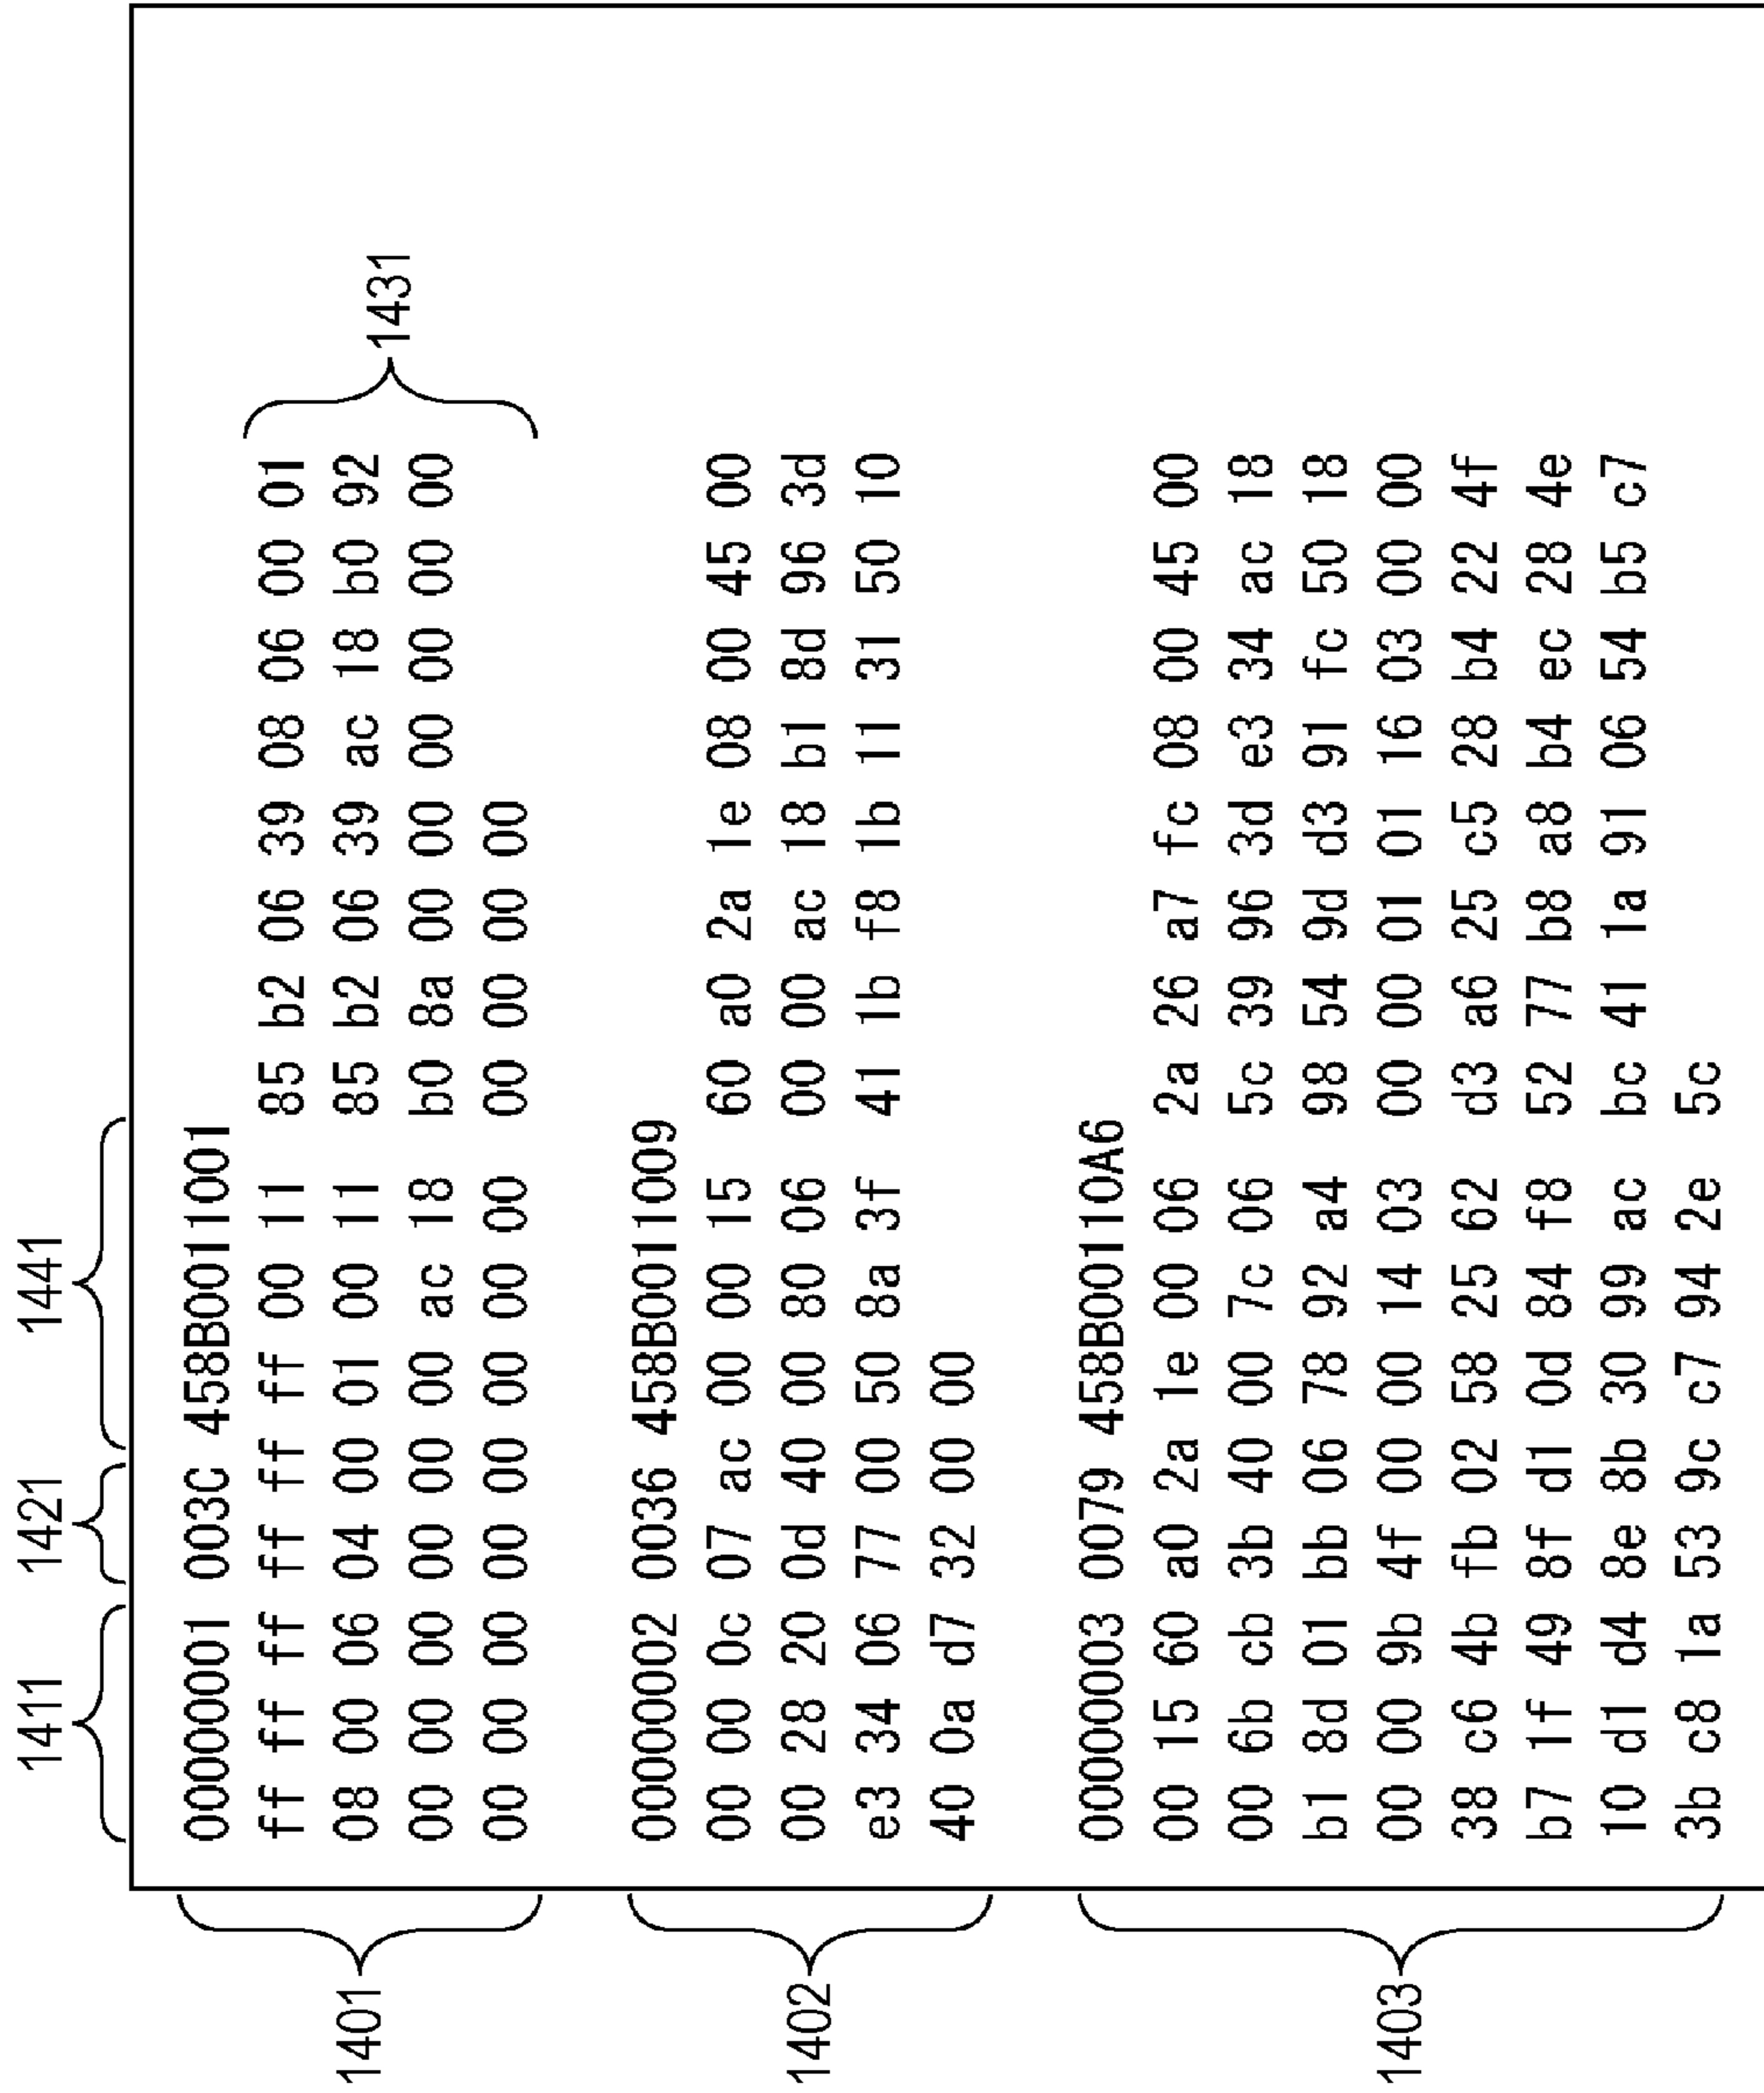 1411 1421 1441
1401
00000001 003C 458B0011001
ff ff ff ff ff ff 00 11 85 b2 06 39 08 06 00 01
08 00 06 04 00 01 00 11 85 b2 06 39 ac 18 b0 92
00 00 00 00 00 00 ac 18 b0 8a 00 00 00 00 00 00
00 00 00 00 00 00 00 00 00 00 00 00
1431
1402
00000002 0036 458B0011009
00 00 0c 07 ac 00 00 15 60 a0 2a 1e 08 00 45 00
00 28 20 0d 40 00 80 06 00 00 ac 18 b1 8d 96 3d
e3 34 06 77 00 50 8a 3f 41 1b f8 1b 11 31 50 10
40 0a d7 32 00 00
1403
00000003 0079 458B00110A6
00 15 60 a0 2a 1e 00 06 2a 26 a7 fc 08 00 45 00
00 6b cb 3b 40 00 7c 06 5c 39 96 3d e3 34 ac 18
b1 8d 01 bb 06 78 92 a4 98 54 9d d3 91 fc 50 18
00 00 9b 4f 00 00 14 03 00 00 01 01 16 03 00 00
38 c6 4b fb 02 58 25 62 d3 a6 25 c5 28 b4 22 4f
b7 1f 49 8f d1 0d 84 f8 52 77 b8 a8 b4 ec 28 4e
10 d1 d4 8e 8b 30 99 ac bc 41 1a 91 06 54 b5 c7
3b c8 1a 53 9c c7 94 2e 5c